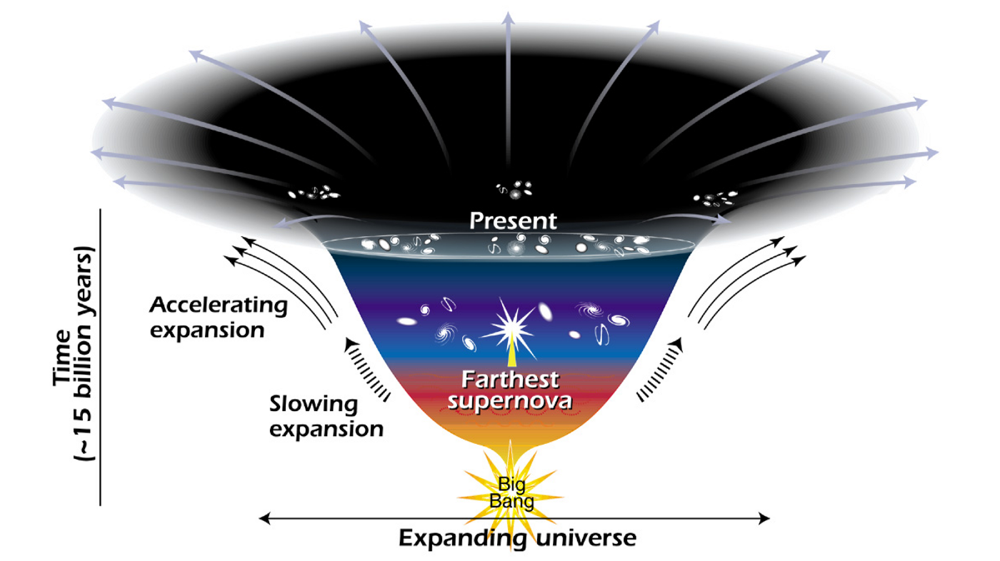 Present
Accelerating
expansion
Time
(~15 billion years)
Farthest
supernova
Slowing
expansion
Big
Bang
Expanding universe